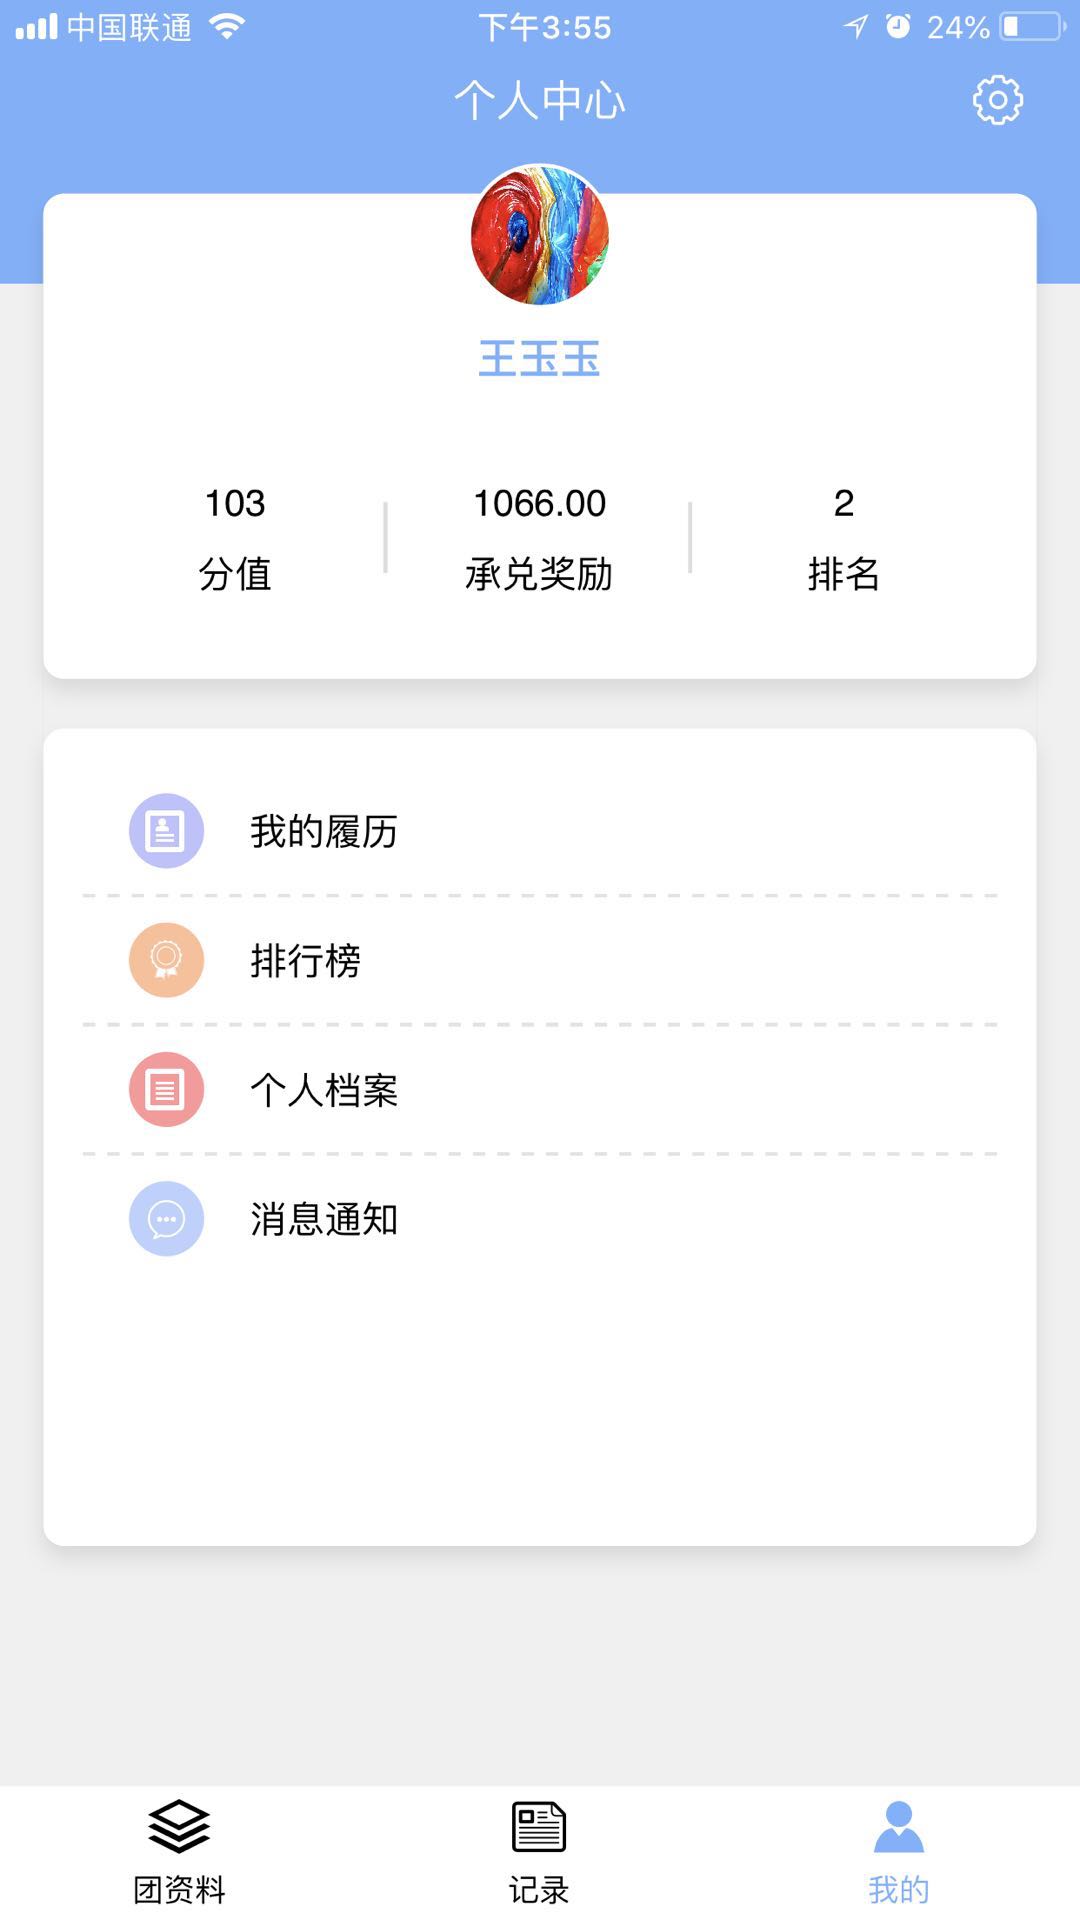 中国联通 下午3:55 24%
个人中心
王玉玉
103 1066.00 2
分值 承兑奖励 排名
我的履历
排行榜
个人档案
消息通知
团资料 记录 我的